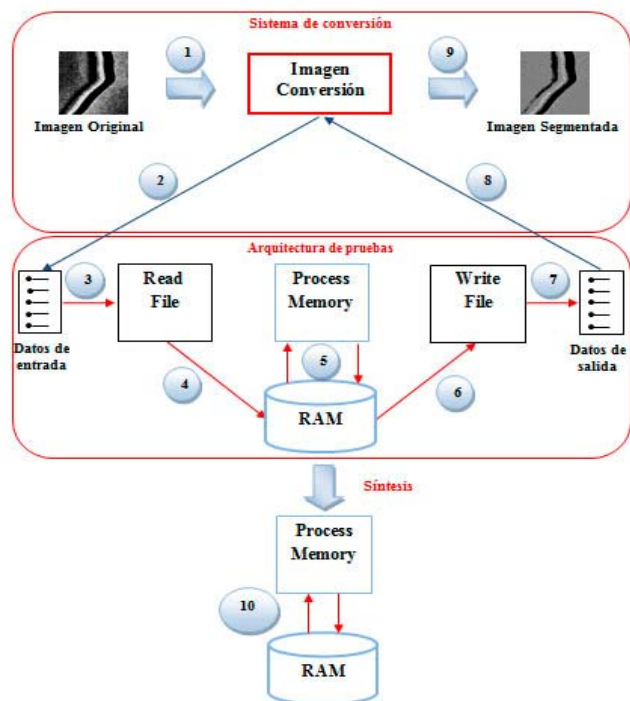 Sistema de conversión
1
9
Imagen
Conversión
Imagen Original
Imagen Segmentada
2
8
Arquitectura de pruebas
3
Read
File
Process
Memory
Write
File
7
Datos de
entrada
Datos de
salida
4
5
6
RAM
Síntesis
Process
Memory
10
RAM